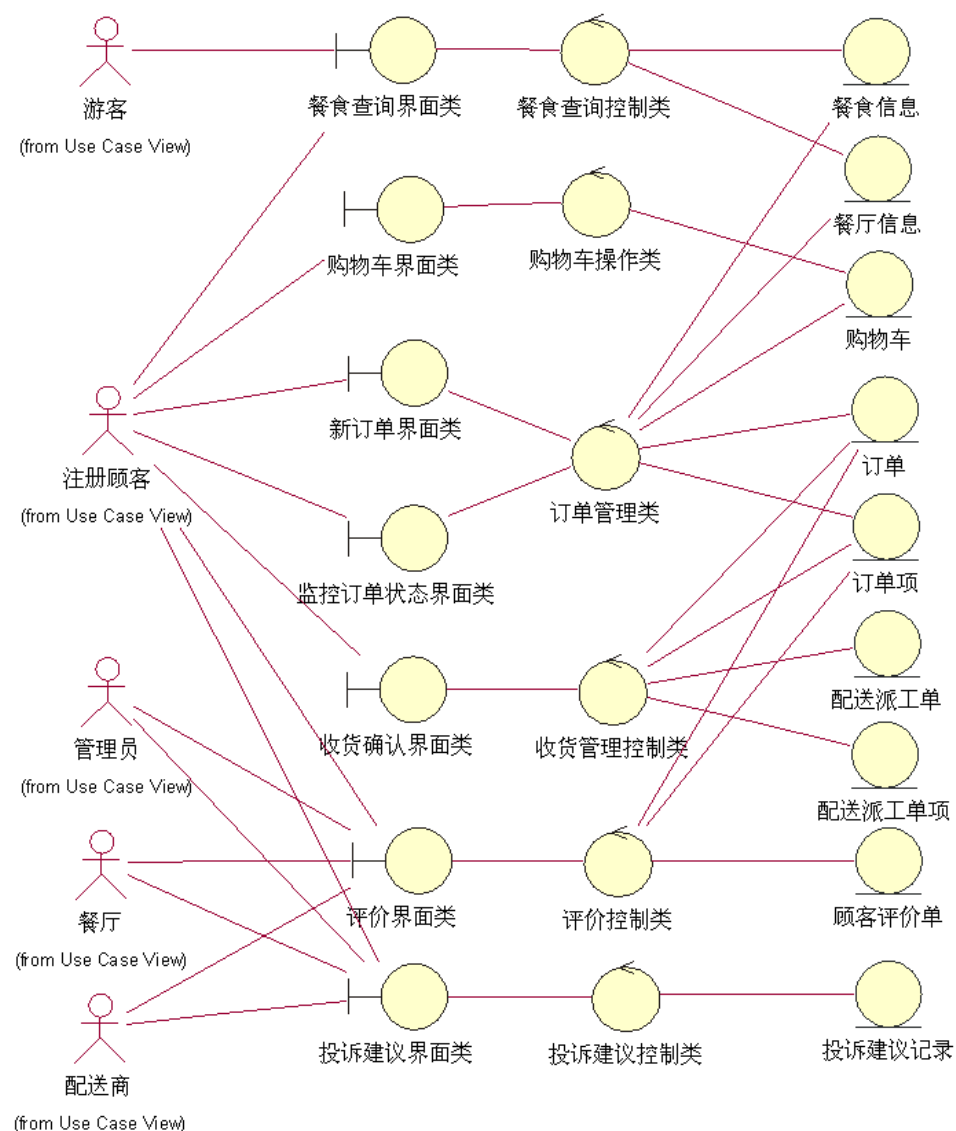 游客
(from Use Case View)
餐食查询界面类
餐食查询控制类
餐食信息
餐厅信息
购物车界面类
购物车操作类
购物车
新订单界面类
注册顾客
(from Use Case View)
订单管理类
订单
监控订单状态界面类
订单项
管理员
(from Use Case View)
收货确认界面类
收货管理控制类
配送派工单
配送派工单项
餐厅
(from Use Case View)
评价界面类
评价控制类
顾客评价单
配送商
(from Use Case View)
投诉建议界面类
投诉建议控制类
投诉建议记录